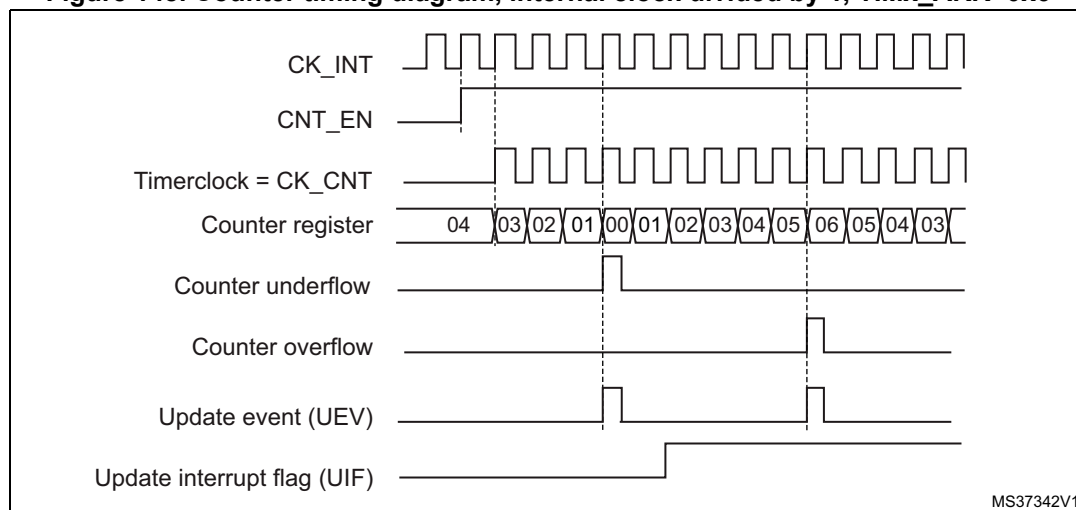 CK_INT
CNT_EN
Timerclock = CK_CNT
Counter register 04 03 02 01 00 01 02 03 04 05 06 05 04 03
Counter underflow
Counter overflow
Update event (UEV)
Update interrupt flag (UIF)
MS37342V1